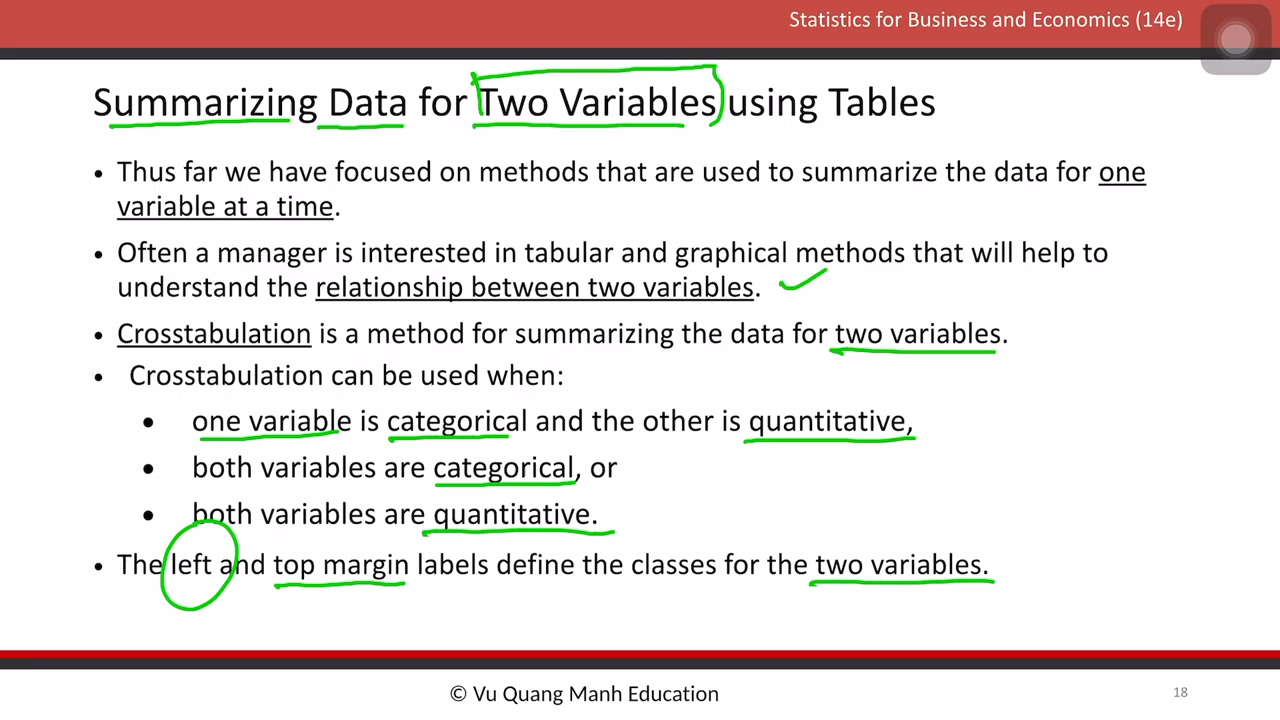 Statistics for Business and Economics (14e)
Summarizing Data for Two Variables using Tables
• Thus far we have focused on methods that are used to summarize the data for one
variable at a time.
• Often a manager is interested in tabular and graphical methods that will help to
understand the relationship between two variables.
• Crosstabulation is a method for summarizing the data for two variables.
• Crosstabulation can be used when:
• one variable is categorical and the other is quantitative,
• both variables are categorical, or
• both variables are quantitative.
• The left and top margin labels define the classes for the two variables.
© Vu Quang Manh Education
18